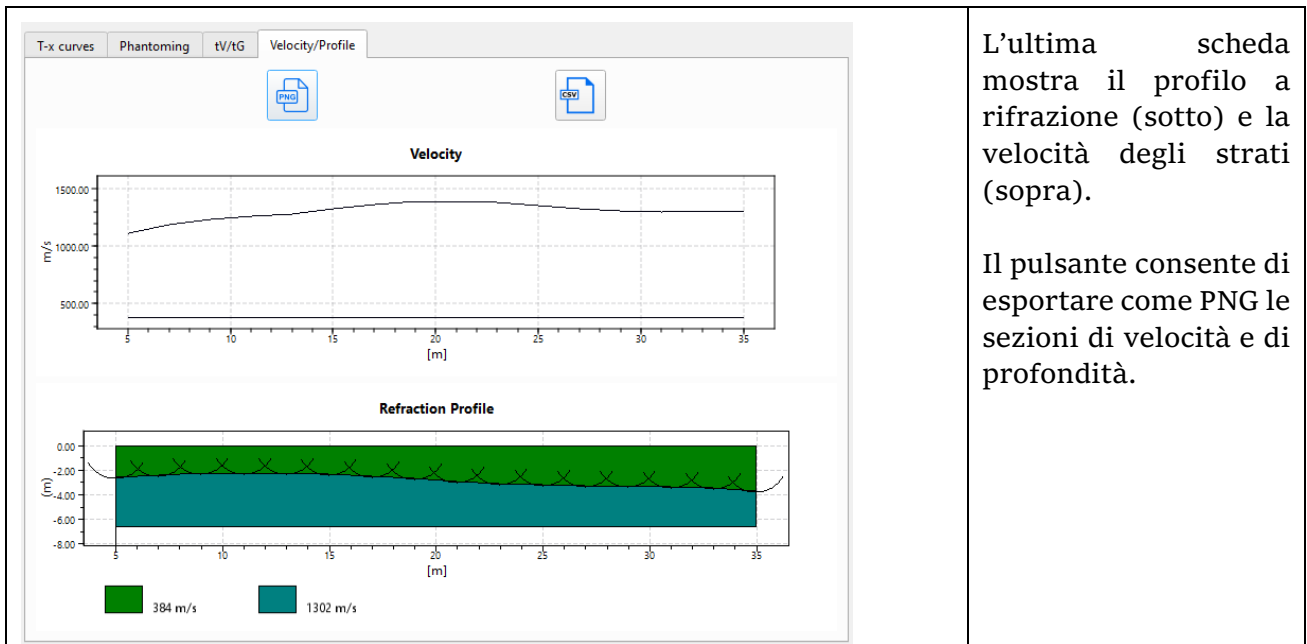 T-x curves Phantoming tV/tG Velocity/Profile
PNG CSV
Velocity
1500.00
1000.00
500.00
m/s
5 10 15 20 25 30 35
[m]
Refraction Profile
0.00
-2.00
-4.00
-6.00
-8.00
(m)
5 10 15 20 25 30 35
[m]
384 m/s 1302 m/s
L’ultima scheda
mostra il profilo a
rifrazione (sotto) e la
velocità degli strati
(sopra).
Il pulsante consente di
esportare come PNG le
sezioni di velocità e di
profondità.